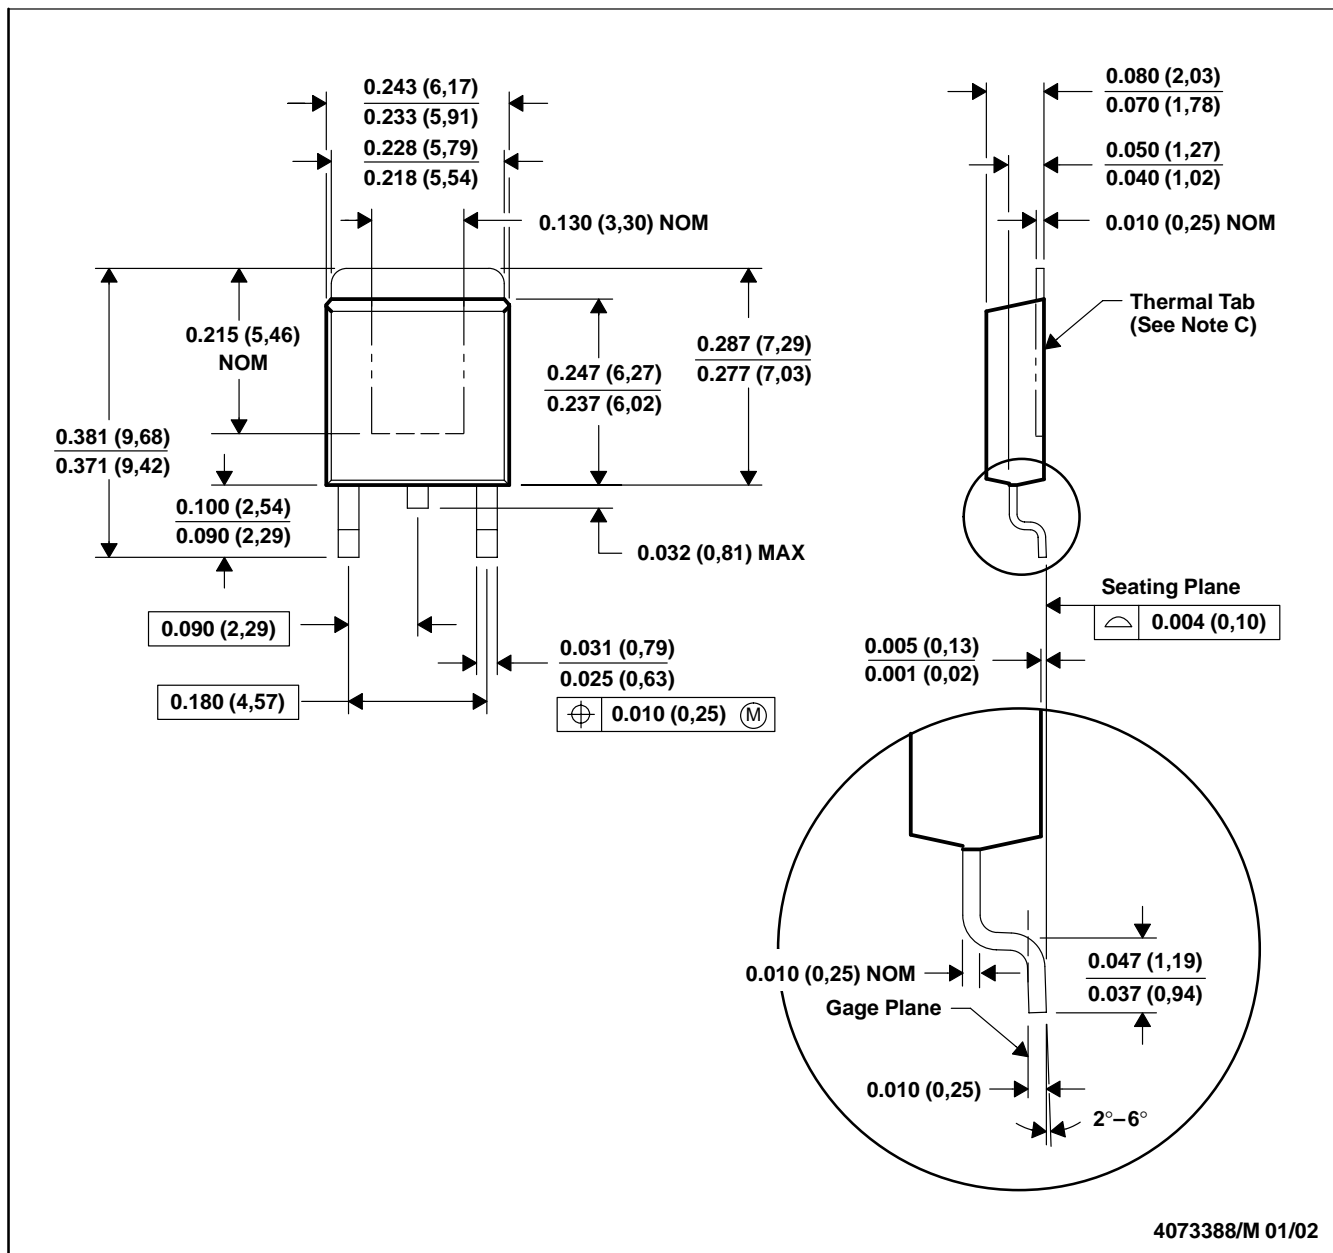 0.243 (6,17)
0.233 (5,91)
0.228 (5,79)
0.218 (5,54)
0.130 (3,30) NOM
0.215 (5,46)
NOM
0.287 (7,29)
0.277 (7,03)
0.247 (6,27)
0.237 (6,02)
0.381 (9,68)
0.371 (9,42)
0.100 (2,54)
0.090 (2,29)
0.032 (0,81) MAX
0.090 (2,29)
0.031 (0,79)
0.025 (0,63)
0.180 (4,57)
0.010 (0,25) Ⓜ
0.080 (2,03)
0.070 (1,78)
0.050 (1,27)
0.040 (1,02)
0.010 (0,25) NOM
Thermal Tab
(See Note C)
Seating Plane
0.004 (0,10)
0.005 (0,13)
0.001 (0,02)
0.010 (0,25) NOM
0.047 (1,19)
0.037 (0,94)
Gage Plane
0.010 (0,25)
2°–6°
4073388/M 01/02